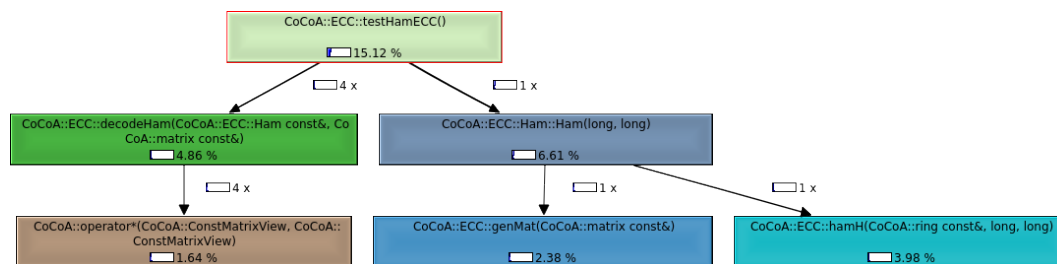 CoCoA::ECC::testHamECC()
15.12 %
4 x
1 x
CoCoA::ECC::decodeHam(CoCoA::ECC::Ham const&, Co
CoA::matrix const&)
4.86 %
CoCoA::ECC::Ham::Ham(long, long)
6.61 %
4 x
1 x
1 x
CoCoA::operator*(CoCoA::ConstMatrixView, CoCoA::
ConstMatrixView)
1.64 %
CoCoA::ECC::genMat(CoCoA::matrix const&)
2.38 %
CoCoA::ECC::hamH(CoCoA::ring const&, long, long)
3.98 %